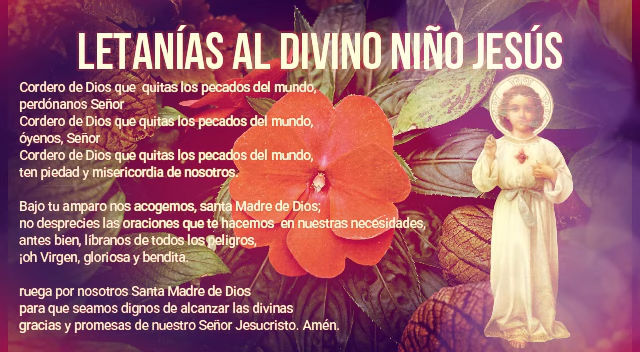 LETANÍAS AL DIVINO NIÑO JESÚS
Cordero de Dios que quitas los pecados del mundo,
perdónanos Señor
Cordero de Dios que quitas los pecados del mundo,
óyenos, Señor
Cordero de Dios que quitas los pecados del mundo,
ten piedad y misericordia de nosotros.
Bajo tu amparo nos acogemos, santa Madre de Dios;
no desprecies las oraciones que te hacemos en nuestras necesidades,
antes bien, líbranos de todos los peligros,
¡oh Virgen, gloriosa y bendita.
ruega por nosotros Santa Madre de Dios
para que seamos dignos de alcanzar las divinas
gracias y promesas de nuestro Señor Jesucristo. Amén.